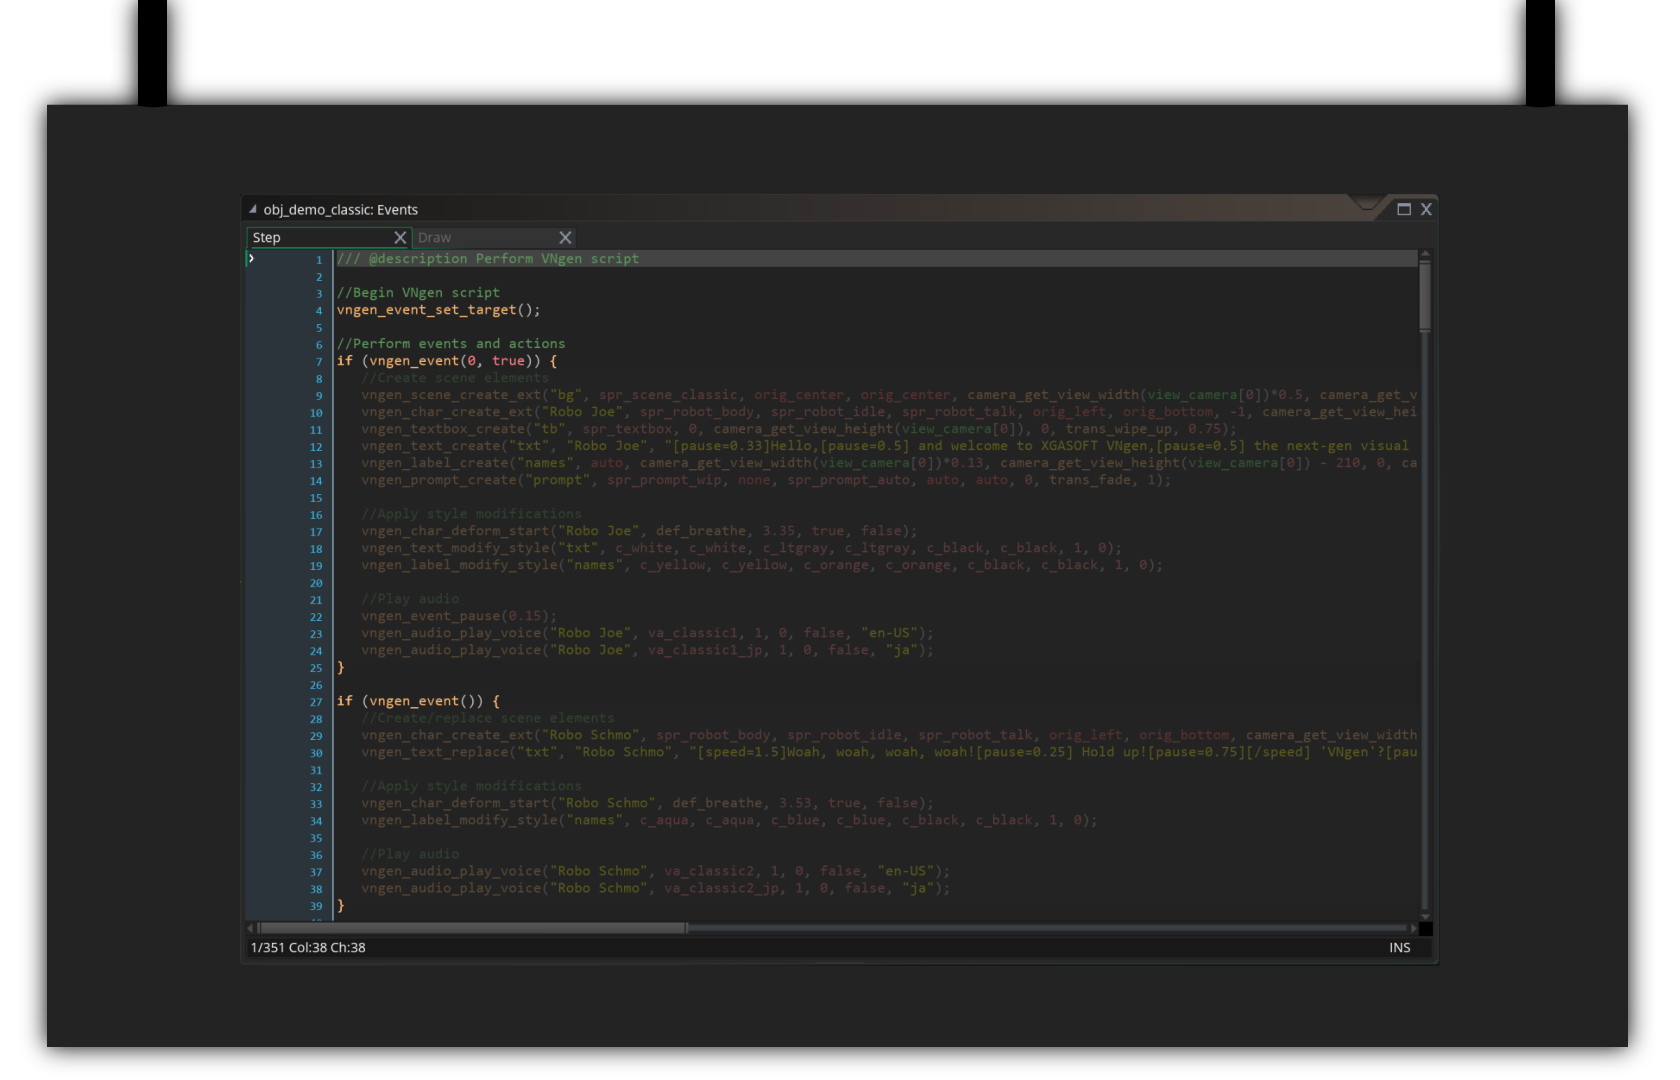 obj_demo_classic: Events
Step
Draw
1 /// @description Perform VNgen script
2
3 //Begin VNgen script
4 vngen_event_set_target();
5
6 //Perform events and actions
7 if (vngen_event(0, true)) {
8 //Create scene elements
9 vngen_scene_create_ext("bg", spr_scene_classic, orig_center, orig_center, camera_get_view_width(view_camera[0])*0.5, camera_get_v
10 vngen_char_create_ext("Robo Joe", spr_robot_body, spr_robot_idle, spr_robot_talk, orig_left, orig_bottom, -1, camera_get_view_hei
11 vngen_textbox_create("tb", spr_textbox, 0, camera_get_view_height(view_camera[0]), 0, trans_wipe_up, 0.75);
12 vngen_text_create("txt", "Robo Joe", "[pause=0.33]Hello,[pause=0.5] and welcome to XGASOFT VNgen,[pause=0.5] the next-gen visual
13 vngen_label_create("names", auto, camera_get_view_width(view_camera[0])*0.13, camera_get_view_height(view_camera[0]) - 210, 0, ca
14 vngen_prompt_create("prompt", spr_prompt_wip, none, spr_prompt_auto, auto, auto, 0, trans_fade, 1);
15
16 //Apply style modifications
17 vngen_char_deform_start("Robo Joe", def_breathe, 3.35, true, false);
18 vngen_text_modify_style("txt", c_white, c_white, c_ltgray, c_ltgray, c_black, c_black, 1, 0);
19 vngen_label_modify_style("names", c_yellow, c_yellow, c_orange, c_orange, c_black, c_black, 1, 0);
20
21 //Play audio
22 vngen_event_pause(0.15);
23 vngen_audio_play_voice("Robo Joe", va_classic1, 1, 0, false, "en-US");
24 vngen_audio_play_voice("Robo Joe", va_classic1_jp, 1, 0, false, "ja");
25 }
26
27 if (vngen_event()) {
28 //Create/replace scene elements
29 vngen_char_create_ext("Robo Schmo", spr_robot_body, spr_robot_idle, spr_robot_talk, orig_left, orig_bottom, camera_get_view_width
30 vngen_text_replace("txt", "Robo Schmo", "[speed=1.5]Woah, woah, woah, woah![pause=0.25] Hold up![pause=0.75][/speed] 'VNgen'?[pau
31
32 //Apply style modifications
33 vngen_char_deform_start("Robo Schmo", def_breathe, 3.53, true, false);
34 vngen_label_modify_style("names", c_aqua, c_aqua, c_blue, c_blue, c_black, c_black, 1, 0);
35
36 //Play audio
37 vngen_audio_play_voice("Robo Schmo", va_classic2, 1, 0, false, "en-US");
38 vngen_audio_play_voice("Robo Schmo", va_classic2_jp, 1, 0, false, "ja");
39 }
1/351 Col:38 Ch:38
INS